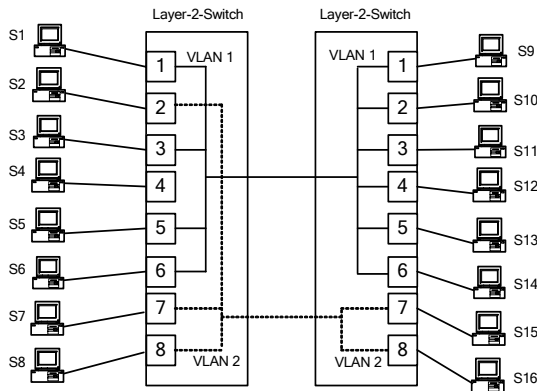 Layer-2-Switch
Layer-2-Switch
S1
S2
S3
S4
S5
S6
S7
S8
VLAN 1
1
2
3
4
5
6
7
8
VLAN 2
VLAN 1
1
2
3
4
5
6
7
8
VLAN 2
S9
S10
S11
S12
S13
S14
S15
S16